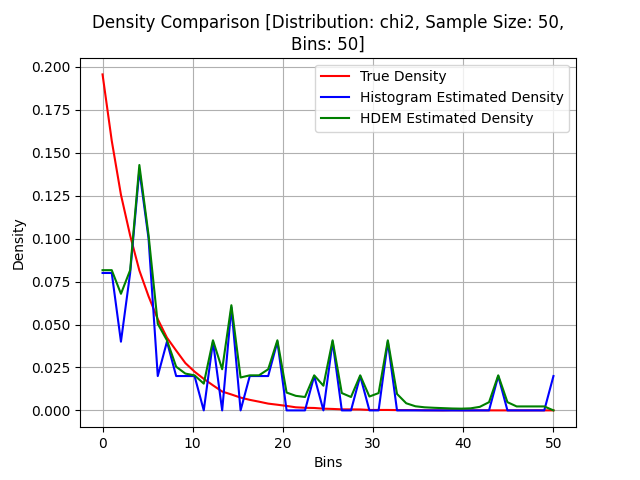 Density Comparison [Distribution: chi2, Sample Size: 50,
Bins: 50]
True Density
Histogram Estimated Density
HDEM Estimated Density
Density
0.200
0.175
0.150
0.125
0.100
0.075
0.050
0.025
0.000
0
10
20
30
40
50
Bins